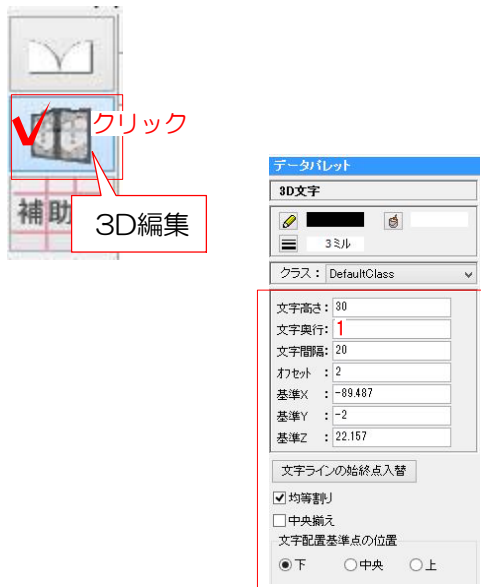 クリック
補助
3D編集
データパレット
3D文字
3ミル
クラス： DefaultClass
文字高さ： 30
文字奥行： 1
文字間隔： 20
オフセット ： 2
基準X ： -89.487
基準Y ： -2
基準Z ： 22.157
文字ラインの始終点入替
均等割り
中央揃え
文字配置基準点の位置
下 中央 上